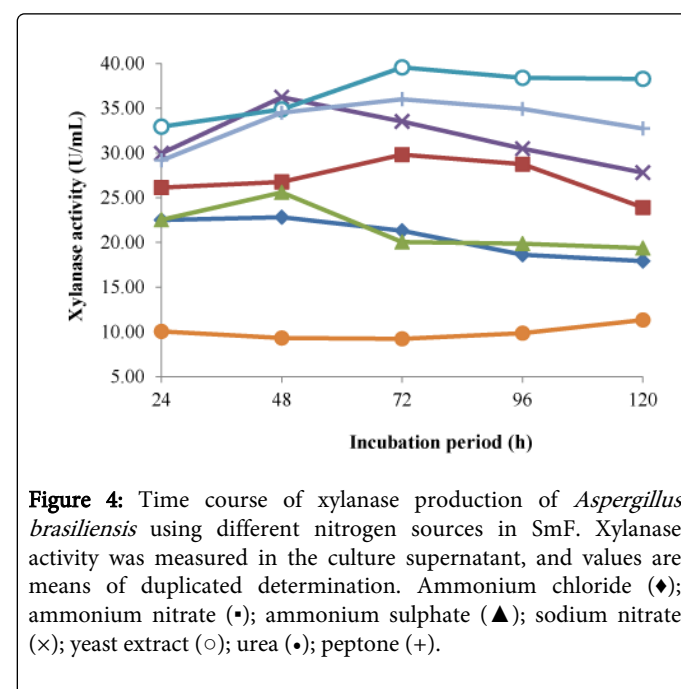 40.00
35.00
30.00
25.00
20.00
15.00
10.00
5.00
Xylanase activity (U/mL)
24 48 72 96 120
Incubation period (h)
Figure 4: Time course of xylanase production of Aspergillus
brasiliensis using different nitrogen sources in SmF. Xylanase
activity was measured in the culture supernatant, and values are
means of duplicated determination. Ammonium chloride (♦);
ammonium nitrate (▪); ammonium sulphate (▲); sodium nitrate
(×); yeast extract (○); urea (•); peptone (+).